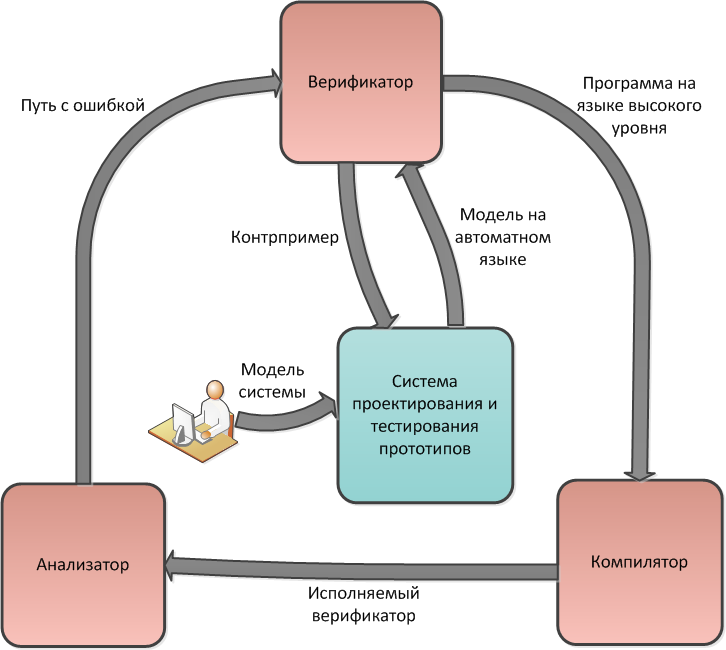 Верификатор
Путь с ошибкой
Программа на
языке высокого
уровня
Контрпример
Модель на
автоматном
языке
Модель
системы
Система
проектирования и
тестирования
прототипов
Анализатор
Компилятор
Исполняемый
верификатор